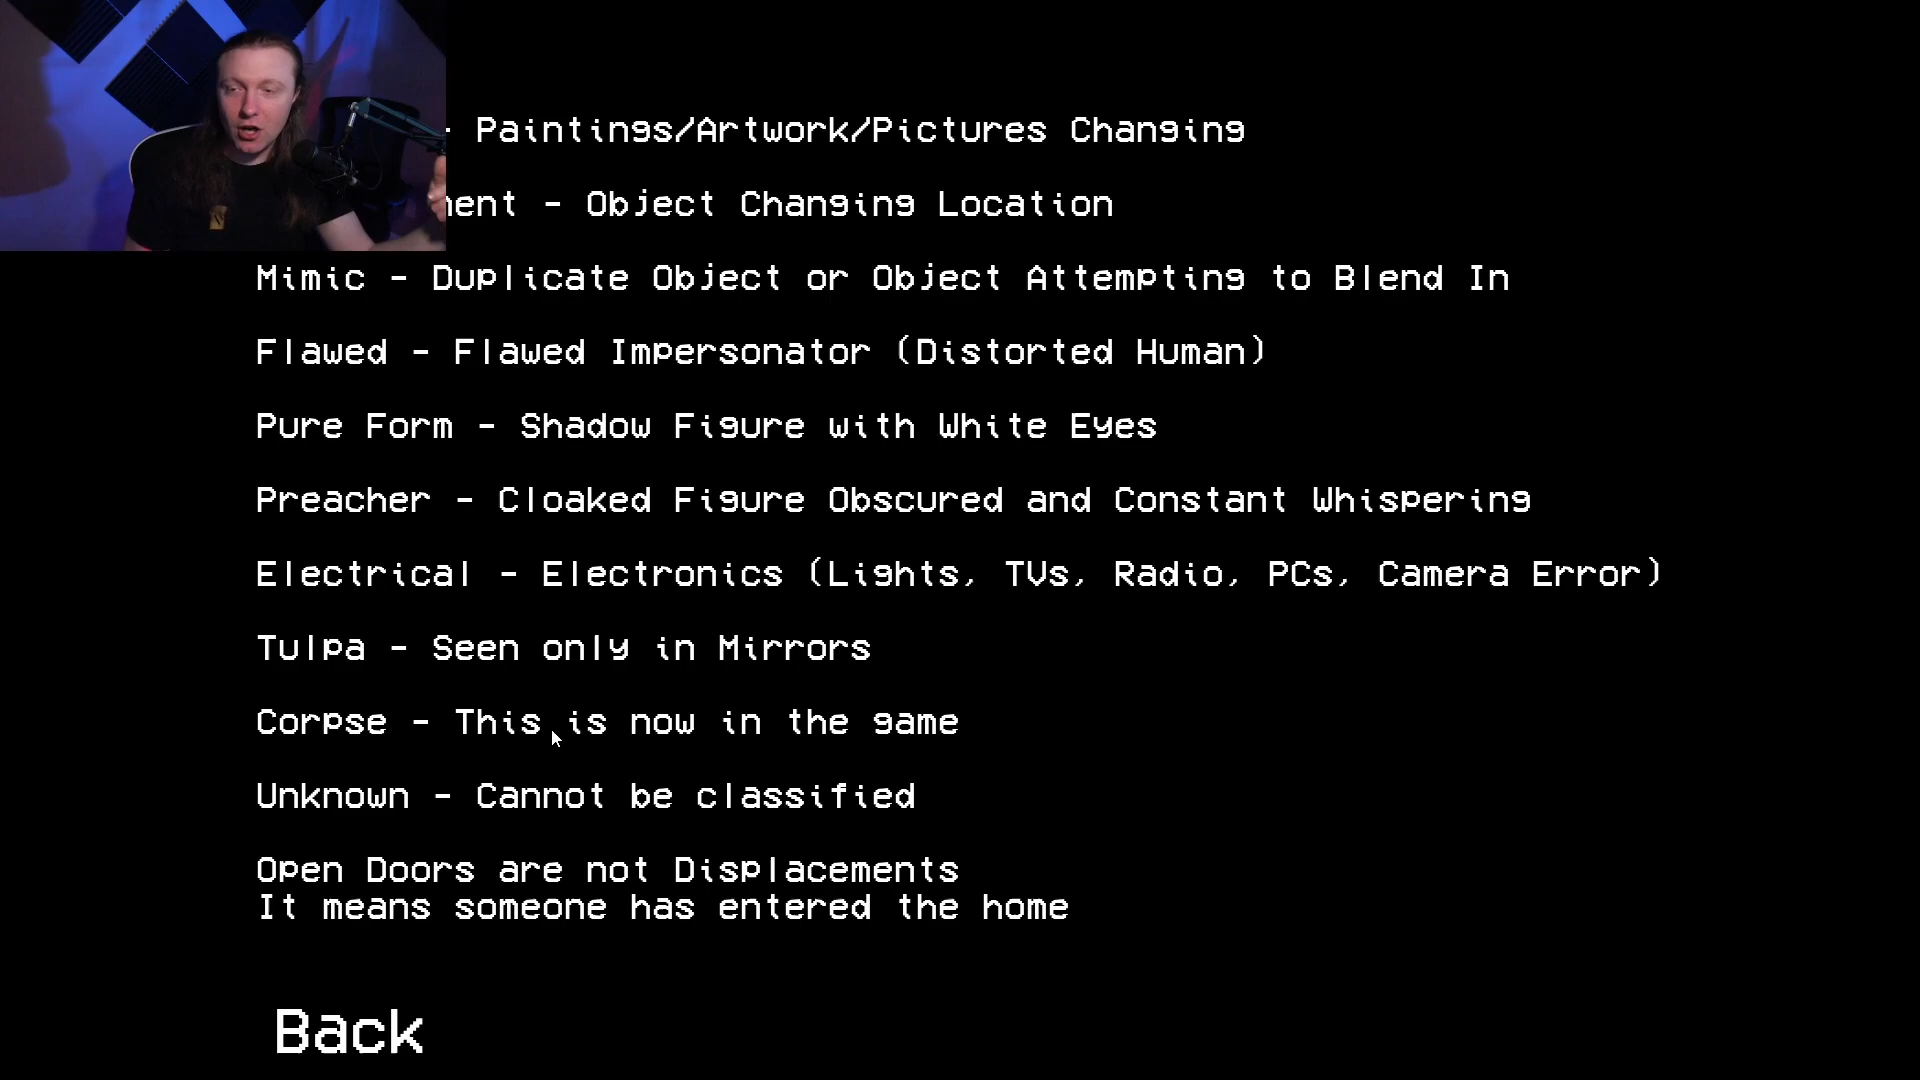 - Paintings/Artwork/Pictures Changing
ent - Object Changing Location
Mimic - Duplicate Object or Object Attempting to Blend In
Flawed - Flawed Impersonator (Distorted Human)
Pure Form - Shadow Figure with White Eyes
Preacher - Cloaked Figure Obscured and Constant Whispering
Electrical - Electronics (Lights, TVs, Radio, PCs, Camera Error)
Tulpa - Seen only in Mirrors
Corpse - This is now in the game
Unknown - Cannot be classified
Open Doors are not Displacements
It means someone has entered the home
Back